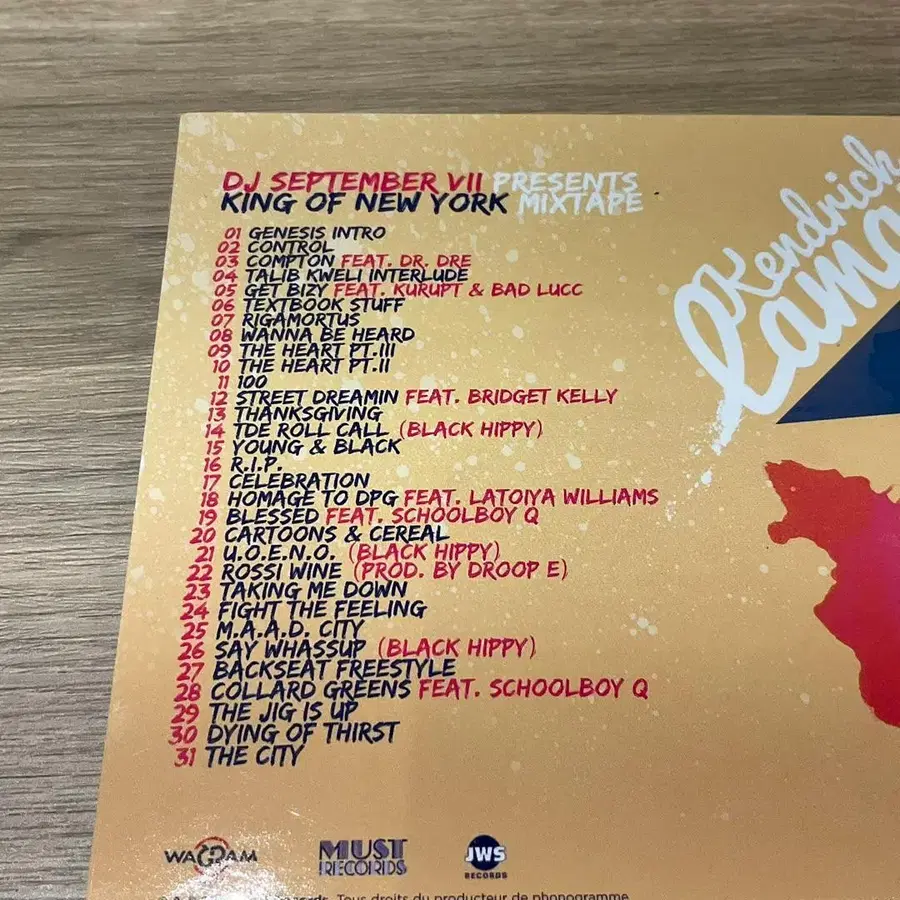 DJ SEPTEMBER VII PRESENTS
KING OF NEW YORK MIXTAPE
01 GENESIS INTRO
02 CONTROL
03 COMPTON FEAT. DR. DRE
04 TALIB KWELI INTERLUDE
05 GET BIZY FEAT. KURUPT & BAD LUCC
06 TEXTBOOK STUFF
07 RIGAMORTUS
08 WANNA BE HEARD
09 THE HEART PT.III
10 THE HEART PT.II
11 100
12 STREET DREAMIN FEAT. BRIDGET KELLY
13 THANKSGIVING
14 TDE ROLL CALL (BLACK HIPPY)
15 YOUNG & BLACK
16 R.I.P.
17 CELEBRATION
18 HOMAGE TO DPG FEAT. LATOIYA WILLIAMS
19 BLESSED FEAT. SCHOOLBOY Q
20 CARTOONS & CEREAL
21 U.O.E.N.O. (BLACK HIPPY)
22 ROSSI WINE (PROD. BY DROOP E)
23 TAKING ME DOWN
24 FIGHT THE FEELING
25 M.A.A.D. CITY
26 SAY WHASSUP (BLACK HIPPY)
27 BACKSEAT FREESTYLE
28 COLLARD GREENS FEAT. SCHOOLBOY Q
29 THE JIG IS UP
30 DYING OF THIRST
31 THE CITY
Kendrick
Lama
WAGRAM
MUST
RECORDS
JWS
RECORDS
Tous droits du producteur de phonogramme